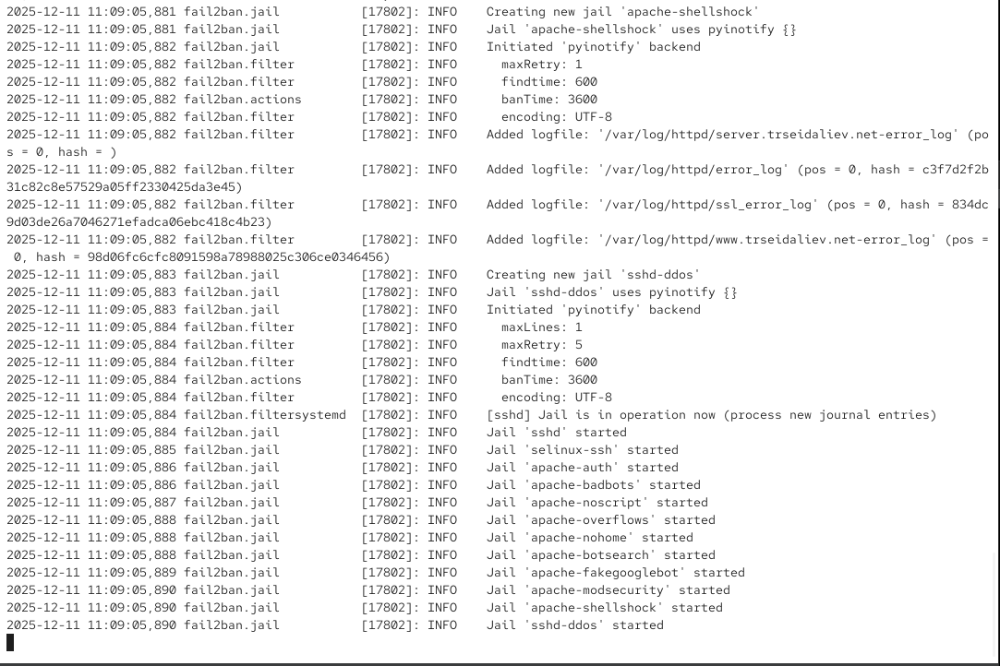 2025-12-11 11:09:05,881 fail2ban.jail           [17802]: INFO    Creating new jail 'apache-shellshock'
2025-12-11 11:09:05,881 fail2ban.jail           [17802]: INFO    Jail 'apache-shellshock' uses pyinotify {}
2025-12-11 11:09:05,882 fail2ban.jail           [17802]: INFO    Initiated 'pyinotify' backend
2025-12-11 11:09:05,882 fail2ban.filter         [17802]: INFO      maxRetry: 1
2025-12-11 11:09:05,882 fail2ban.filter         [17802]: INFO      findtime: 600
2025-12-11 11:09:05,882 fail2ban.actions        [17802]: INFO      banTime: 3600
2025-12-11 11:09:05,882 fail2ban.filter         [17802]: INFO      encoding: UTF-8
2025-12-11 11:09:05,882 fail2ban.filter         [17802]: INFO    Added logfile: '/var/log/httpd/server.trseidaliev.net-error_log' (po
s = 0, hash = )
2025-12-11 11:09:05,882 fail2ban.filter         [17802]: INFO    Added logfile: '/var/log/httpd/error_log' (pos = 0, hash = c3f7d2f2b
31c82c8e57529a05ff2330425da3e45)
2025-12-11 11:09:05,882 fail2ban.filter         [17802]: INFO    Added logfile: '/var/log/httpd/ssl_error_log' (pos = 0, hash = 834dc
9d03de26a7046271efadca06ebc418c4b23)
2025-12-11 11:09:05,882 fail2ban.filter         [17802]: INFO    Added logfile: '/var/log/httpd/www.trseidaliev.net-error_log' (pos =
 0, hash = 98d06fc6cfc8091598a78988025c306ce0346456)
2025-12-11 11:09:05,883 fail2ban.jail           [17802]: INFO    Creating new jail 'sshd-ddos'
2025-12-11 11:09:05,883 fail2ban.jail           [17802]: INFO    Jail 'sshd-ddos' uses pyinotify {}
2025-12-11 11:09:05,883 fail2ban.jail           [17802]: INFO    Initiated 'pyinotify' backend
2025-12-11 11:09:05,884 fail2ban.filter         [17802]: INFO      maxLines: 1
2025-12-11 11:09:05,884 fail2ban.filter         [17802]: INFO      maxRetry: 5
2025-12-11 11:09:05,884 fail2ban.filter         [17802]: INFO      findtime: 600
2025-12-11 11:09:05,884 fail2ban.actions        [17802]: INFO      banTime: 3600
2025-12-11 11:09:05,884 fail2ban.filter         [17802]: INFO      encoding: UTF-8
2025-12-11 11:09:05,884 fail2ban.filtersystemd  [17802]: INFO    [sshd] Jail is in operation now (process new journal entries)
2025-12-11 11:09:05,884 fail2ban.jail           [17802]: INFO    Jail 'sshd' started
2025-12-11 11:09:05,885 fail2ban.jail           [17802]: INFO    Jail 'selinux-ssh' started
2025-12-11 11:09:05,886 fail2ban.jail           [17802]: INFO    Jail 'apache-auth' started
2025-12-11 11:09:05,886 fail2ban.jail           [17802]: INFO    Jail 'apache-badbots' started
2025-12-11 11:09:05,887 fail2ban.jail           [17802]: INFO    Jail 'apache-noscript' started
2025-12-11 11:09:05,888 fail2ban.jail           [17802]: INFO    Jail 'apache-overflows' started
2025-12-11 11:09:05,888 fail2ban.jail           [17802]: INFO    Jail 'apache-nohome' started
2025-12-11 11:09:05,888 fail2ban.jail           [17802]: INFO    Jail 'apache-botsearch' started
2025-12-11 11:09:05,889 fail2ban.jail           [17802]: INFO    Jail 'apache-fakegooglebot' started
2025-12-11 11:09:05,890 fail2ban.jail           [17802]: INFO    Jail 'apache-modsecurity' started
2025-12-11 11:09:05,890 fail2ban.jail           [17802]: INFO    Jail 'apache-shellshock' started
2025-12-11 11:09:05,890 fail2ban.jail           [17802]: INFO    Jail 'sshd-ddos' started